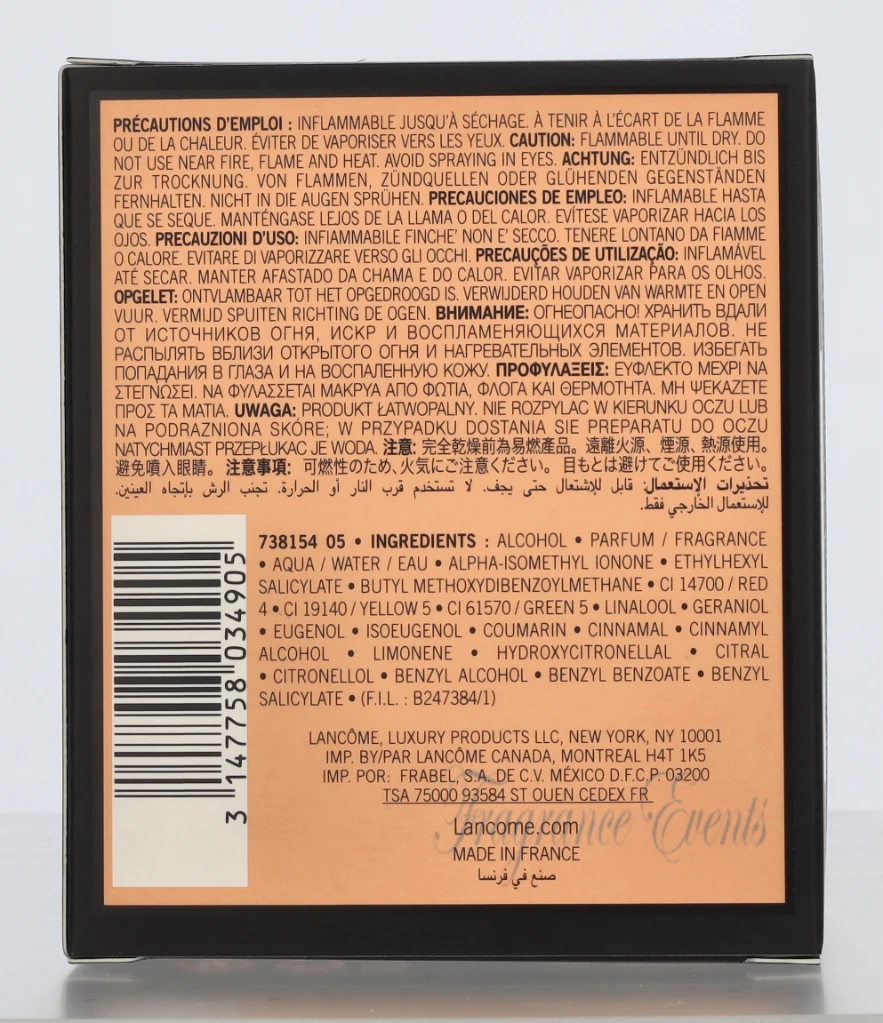 PRÉCAUTIONS D'EMPLOI : INFLAMMABLE JUSQU'À SÉCHAGE. À TENIR À L'ÉCART DE LA FLAMME
OU DE LA CHALEUR. ÉVITER DE VAPORISER VERS LES YEUX. CAUTION: FLAMMABLE UNTIL DRY. DO
NOT USE NEAR FIRE, FLAME AND HEAT. AVOID SPRAYING IN EYES. ACHTUNG: ENTZÜNDLICH BIS
ZUR TROCKNUNG. VON FLAMMEN, ZÜNDQUELLEN ODER GLÜHENDEN GEGENSTÄNDEN
FERNHALTEN. NICHT IN DIE AUGEN SPRÜHEN. PRECAUCIONES DE EMPLEO: INFLAMABLE HASTA
QUE SE SEQUE. MANTÉNGASE LEJOS DE LA LLAMA O DEL CALOR. EVÍTESE VAPORIZAR HACIA LOS
OJOS. PRECAUZIONI D'USO: INFIAMMABILE FINCHE' NON E' SECCO. TENERE LONTANO DA FIAMME
O CALORE. EVITARE DI VAPORIZZARE VERSO GLI OCCHI. PRECAUÇÕES DE UTILIZAÇÃO: INFLAMÁVEL
ATÉ SECAR. MANTER AFASTADO DA CHAMA E DO CALOR. EVITAR VAPORIZAR PARA OS OLHOS.
OPGELET: ONTVLAMBAAR TOT HET OPGEDROOGD IS. VERWIJDERD HOUDEN VAN WARMTE EN OPEN
VUUR. VERMIJD SPUITEN RICHTING DE OGEN. ВНИМАНИЕ: ОГНЕОПАСНО! ХРАНИТЬ ВДАЛИ
ОТ ИСТОЧНИКОВ ОГНЯ, ИСКР И ВОСПЛАМЕНЯЮЩИХСЯ МАТЕРИАЛОВ. НЕ
РАСПЫЛЯТЬ ВБЛИЗИ ОТКРЫТОГО ОГНЯ И НАГРЕВАТЕЛЬНЫХ ЭЛЕМЕНТОВ. ИЗБЕГАТЬ
ПОПАДАНИЯ В ГЛАЗА И НА ВОСПАЛЕННУЮ КОЖУ. ΠΡΟΦΥΛΑΞΕΙΣ: ΕΥΦΛΕΚΤΟ ΜΕΧΡΙ ΝΑ
ΣΤΕΓΝΩΣΕΙ. ΝΑ ΦΥΛΑΣΣΕΤΑΙ ΜΑΚΡΥΑ ΑΠΟ ΦΩΤΙΑ, ΦΛΟΓΑ ΚΑΙ ΘΕΡΜΟΤΗΤΑ. ΜΗ ΨΕΚΑΖΕΤΕ
ΠΡΟΣ ΤΑ ΜΑΤΙΑ. UWAGA: PRODUKT ŁATWOPALNY. NIE ROZPYLAC W KIERUNKU OCZU LUB
NA PODRAZNIONA SKÓRE; W PRZYPADKU DOSTANIA SIE PREPARATU DO OCZU
NATYCHMIAST PRZEPŁUKAC JE WODA. 注意: 完全乾燥前為易燃產品。遠離火源、煙源、熱源使用。
避免噴入眼睛。 注意事項: 可燃性のため、火気にご注意ください。 目もとは避けてご使用ください。
تحذيرات الإستعمال: قابل للإشتعال حتى يجف. لا تستخدم قرب النار أو الحرارة. تجنب الرش بإتجاه العينين.
للإستعمال الخارجي فقط.
738154 05 • INGREDIENTS : ALCOHOL • PARFUM / FRAGRANCE
• AQUA / WATER / EAU • ALPHA-ISOMETHYL IONONE • ETHYLHEXYL
SALICYLATE • BUTYL METHOXYDIBENZOYLMETHANE • CI 14700 / RED
4 • CI 19140 / YELLOW 5 • CI 61570 / GREEN 5 • LINALOOL • GERANIOL
• EUGENOL • ISOEUGENOL • COUMARIN • CINNAMAL • CINNAMYL
ALCOHOL • LIMONENE • HYDROXYCITRONELLAL • CITRAL
• CITRONELLOL • BENZYL ALCOHOL • BENZYL BENZOATE • BENZYL
SALICYLATE • (F.I.L. : B247384/1)
3 147758 034905
LANCÔME, LUXURY PRODUCTS LLC, NEW YORK, NY 10001
IMP. BY/PAR LANCÔME CANADA, MONTREAL H4T 1K5
IMP. POR: FRABEL, S.A. DE C.V. MÉXICO D.F.C.P. 03200
TSA 75000 93584 ST OUEN CEDEX FR
Fragrance Events
Lancome.com
MADE IN FRANCE
صنع في فرنسا